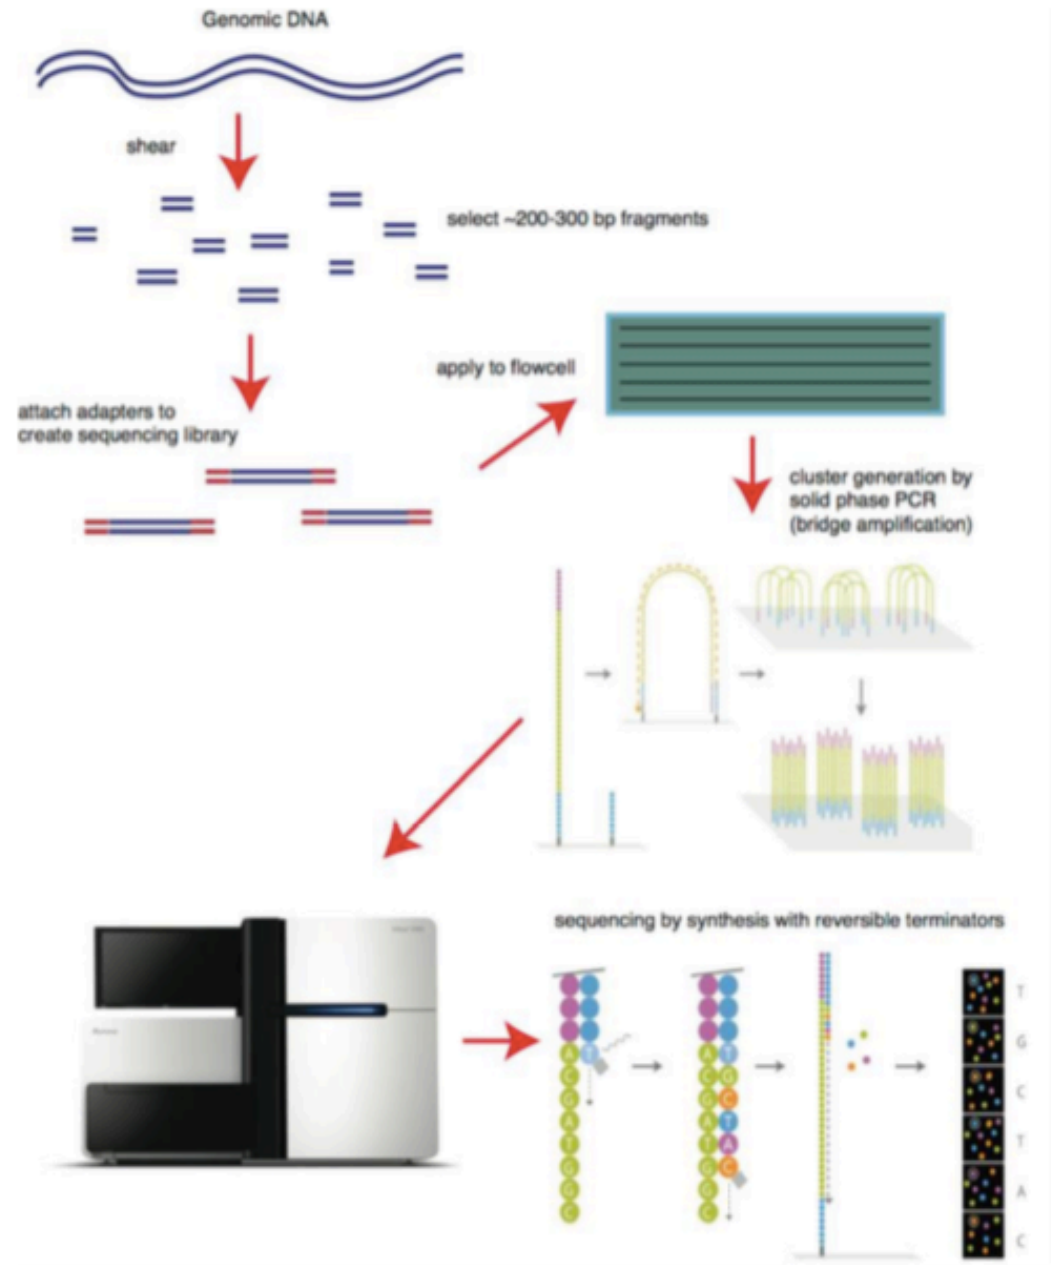 Genomic DNA
shear
select ~200-300 bp fragments
apply to flowcell
attach adapters to
create sequencing library
cluster generation by
solid phase PCR
(bridge amplification)
sequencing by synthesis with reversible terminators
A T
C
G
A
T
G
G
C
A T
C G
G C
A T
T A
G C
G
C
T
G
C
T
A
C